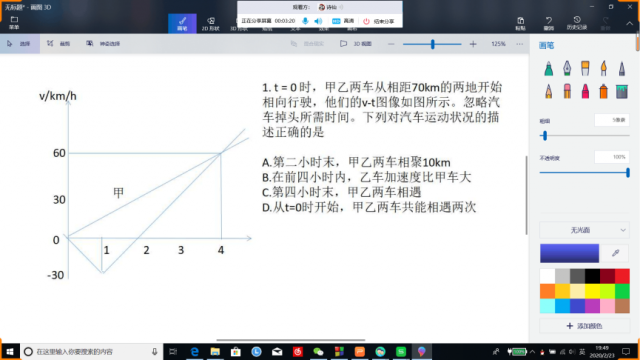 无标题* - 画图 3D
观看方:
正在分享屏幕 00:03:20
高清
结束分享
菜单
画笔
2D 形状
粘贴
撤消
历史记录
重做
选择
裁剪
神奇选择
3D 视图
125%
v/km/h
60
30
0
-30
甲
1
2
3
4
1. t = 0 时，甲乙两车从相距70km的两地开始
相向行驶，他们的v-t图像如图所示。忽略汽
车掉头所需时间。下列对汽车运动状况的描
述正确的是
A.第二小时末，甲乙两车相聚10km
B.在前四小时内，乙车加速度比甲车大
C.第四小时末，甲乙两车相遇
D.从t=0时开始，甲乙两车共能相遇两次
画笔
粗细
5像素
不透明度
100%
无光面
添加颜色
在这里输入你要搜索的内容
英
19:49
2020/2/23